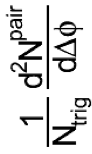 1 d²N^pair
N_trig dΔϕ